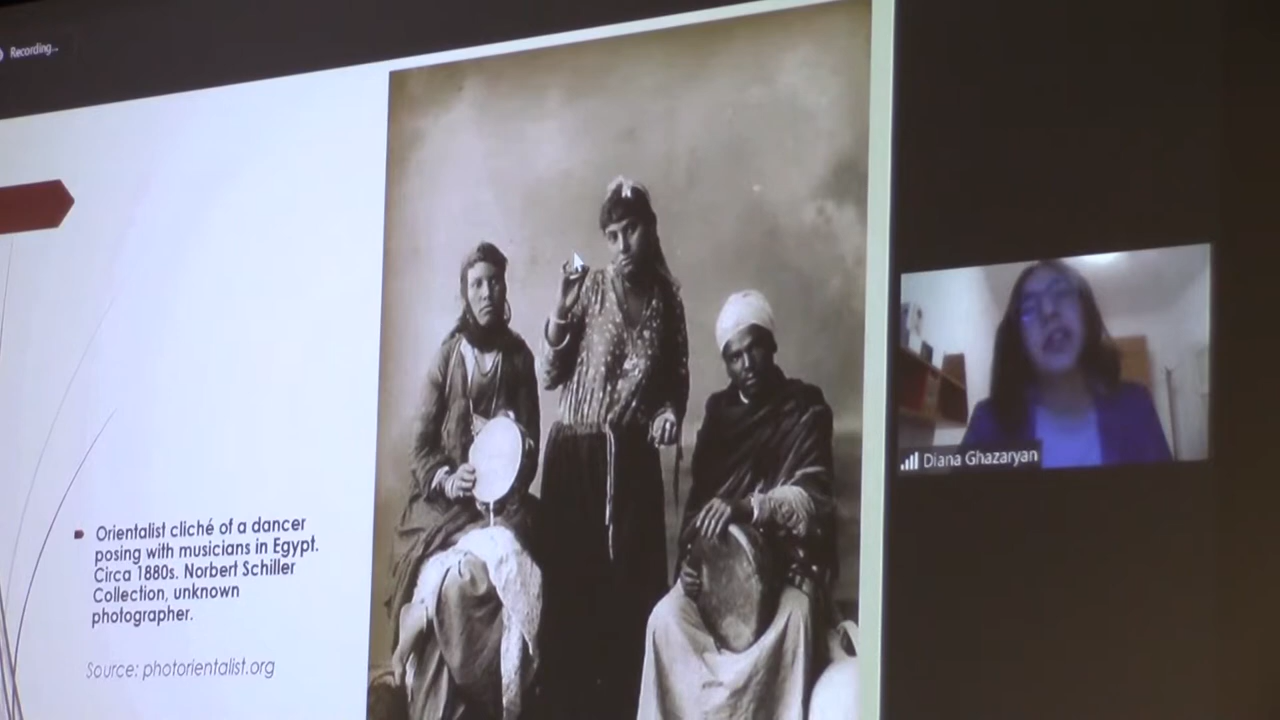 Recording...
Orientalist cliché of a dancer
posing with musicians in Egypt.
Circa 1880s. Norbert Schiller
Collection, unknown
photographer.
Source: photorientalist.org
Diana Ghazaryan